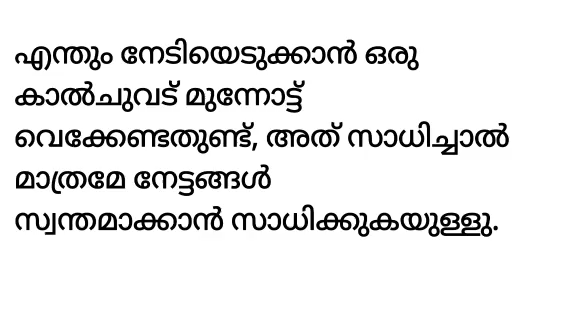 എന്തും നേടിയെടുക്കാൻ ഒരു
കാൽചുവട് മുന്നോട്ട്
വെക്കേണ്ടതുണ്ട്, അത് സാധിച്ചാൽ
മാത്രമേ നേട്ടങ്ങൾ
സ്വന്തമാക്കാൻ സാധിക്കുകയുള്ളു.